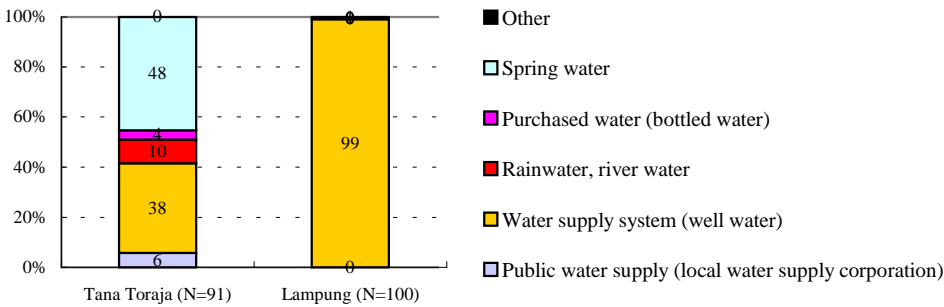 100%
80%
60%
40%
20%
0%
0
48
4
10
38
6
99
0
Tana Toraja (N=91)
Lampung (N=100)
Other
Spring water
Purchased water (bottled water)
Rainwater, river water
Water supply system (well water)
Public water supply (local water supply corporation)